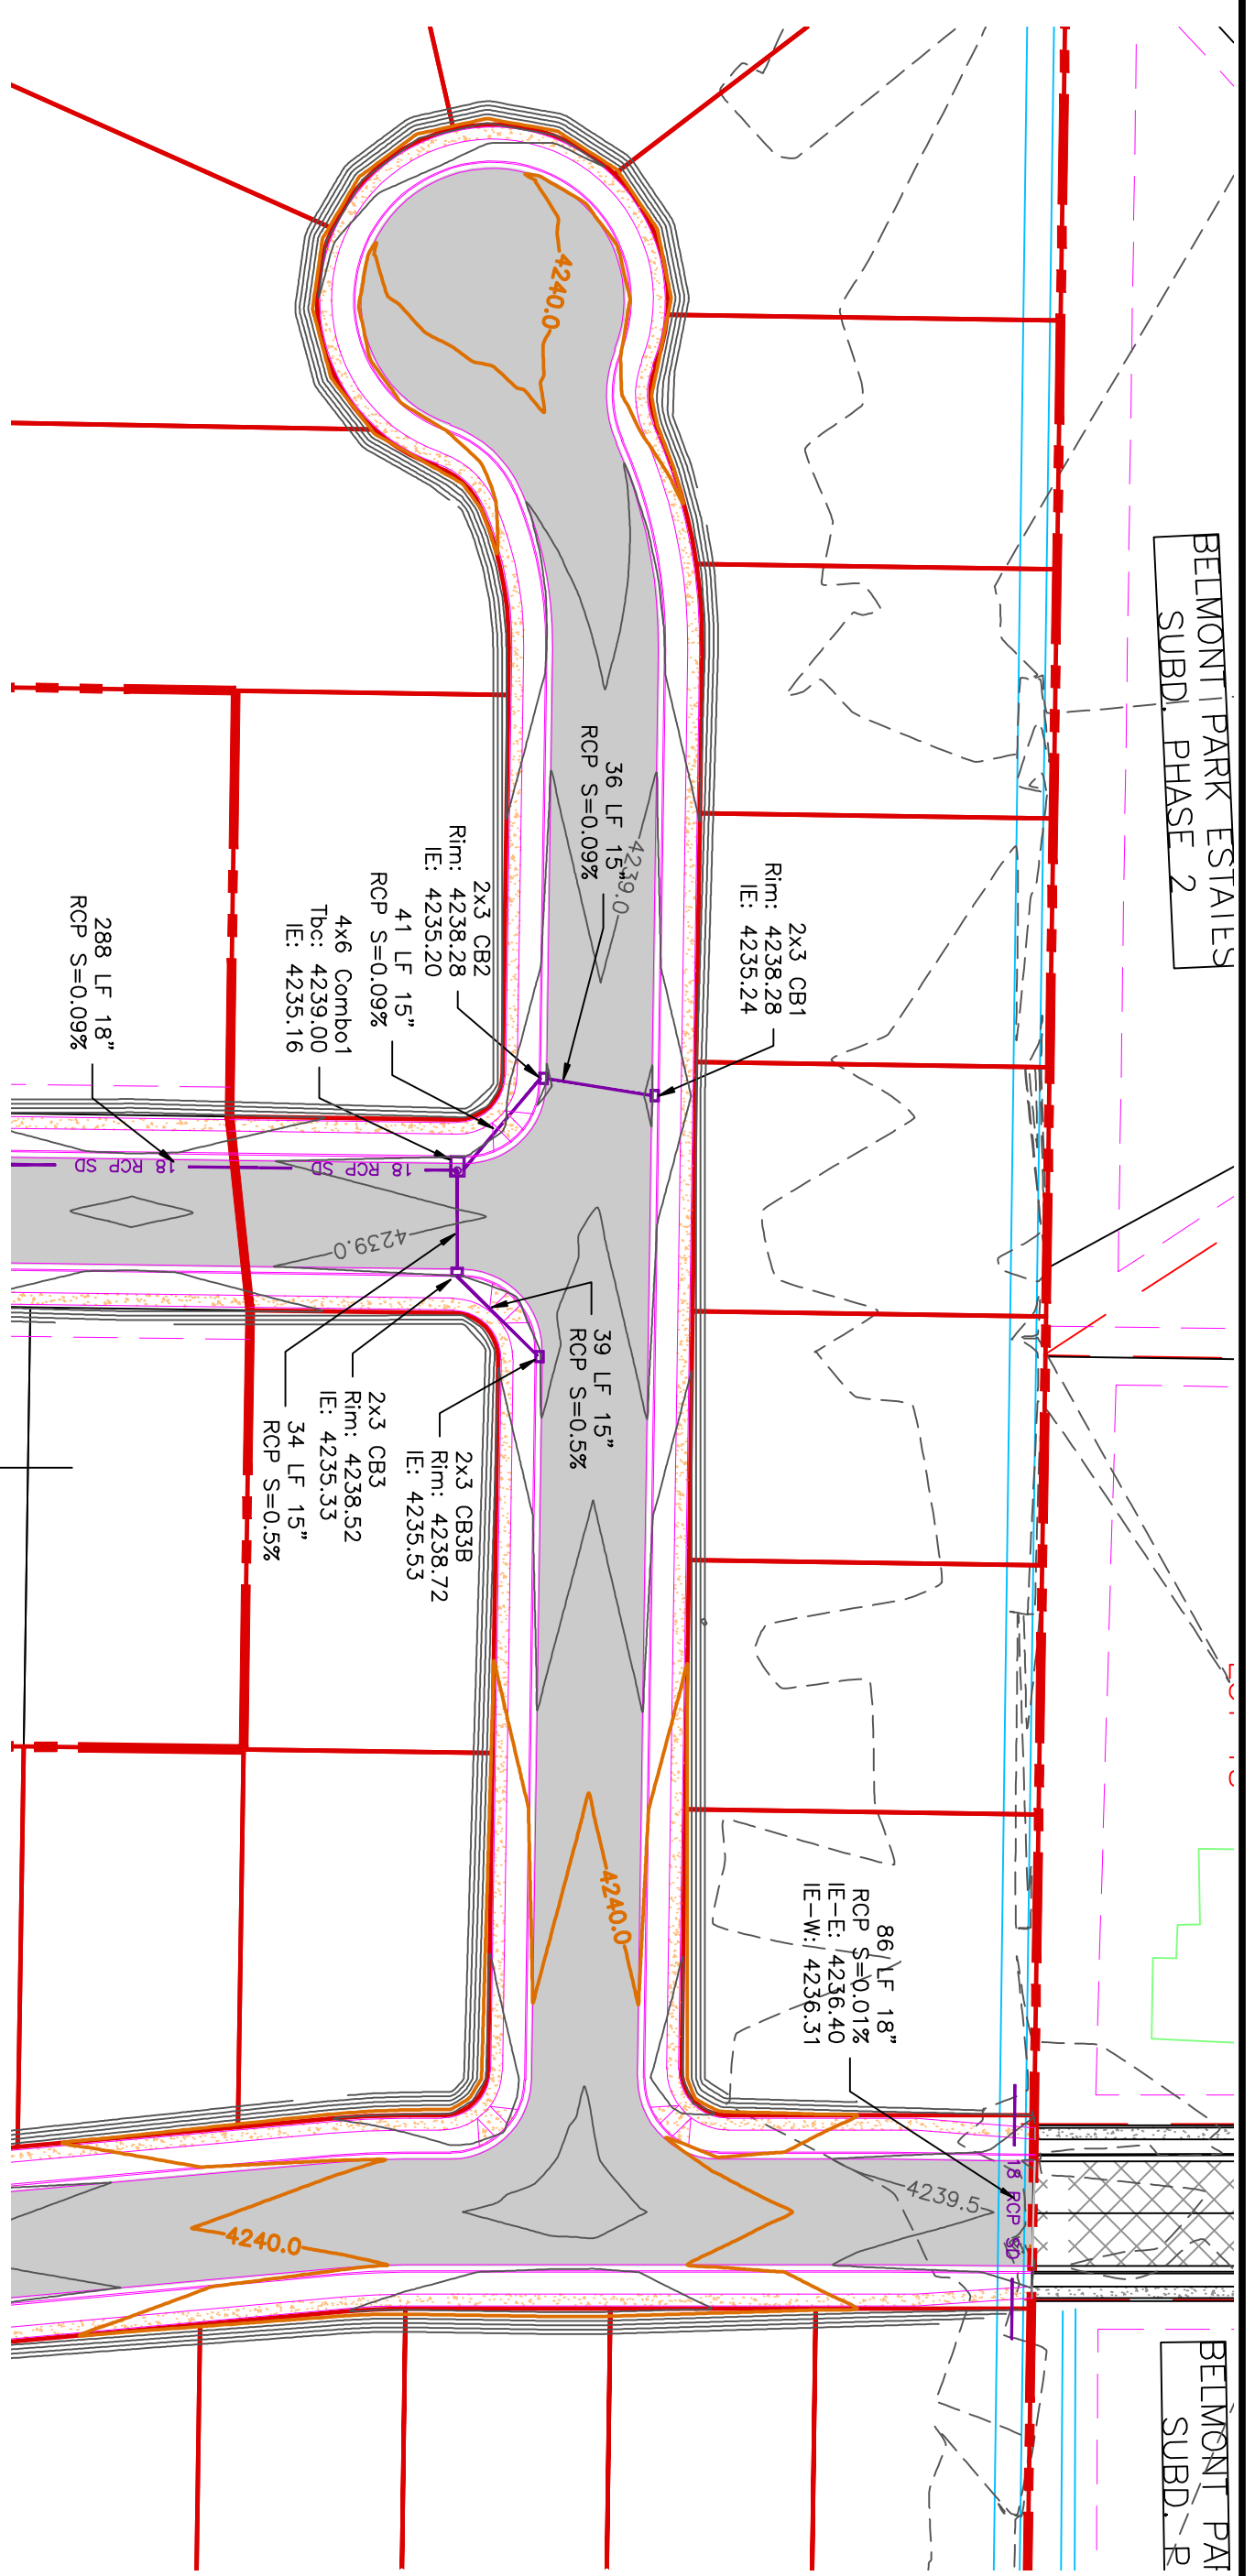 BELMONT PARK ESTATES
SUBD. PHASE 2
4240.0
36 LF 15"
RCP S=0.09%
4239.0
2x3 CB1
Rim: 4238.28
IE: 4235.24
2x3 CB2
Rim: 4238.28
IE: 4235.20
41 LF 15"
RCP S=0.09%
4x6 Combo1
Tbc: 4239.00
IE: 4235.16
288 LF 18"
RCP S=0.09%
18 RCP SD
18 RCP SD
4239.0
39 LF 15"
RCP S=0.5%
2x3 CB3B
Rim: 4238.72
IE: 4235.53
2x3 CB3
Rim: 4238.52
IE: 4235.33
34 LF 15"
RCP S=0.5%
4240.0
86 LF 18"
RCP S=0.01%
IE-E: 4236.40
IE-W: 4236.31
18 RCP SD
4239.5
4240.0
BELMONT PA
SUBD. P